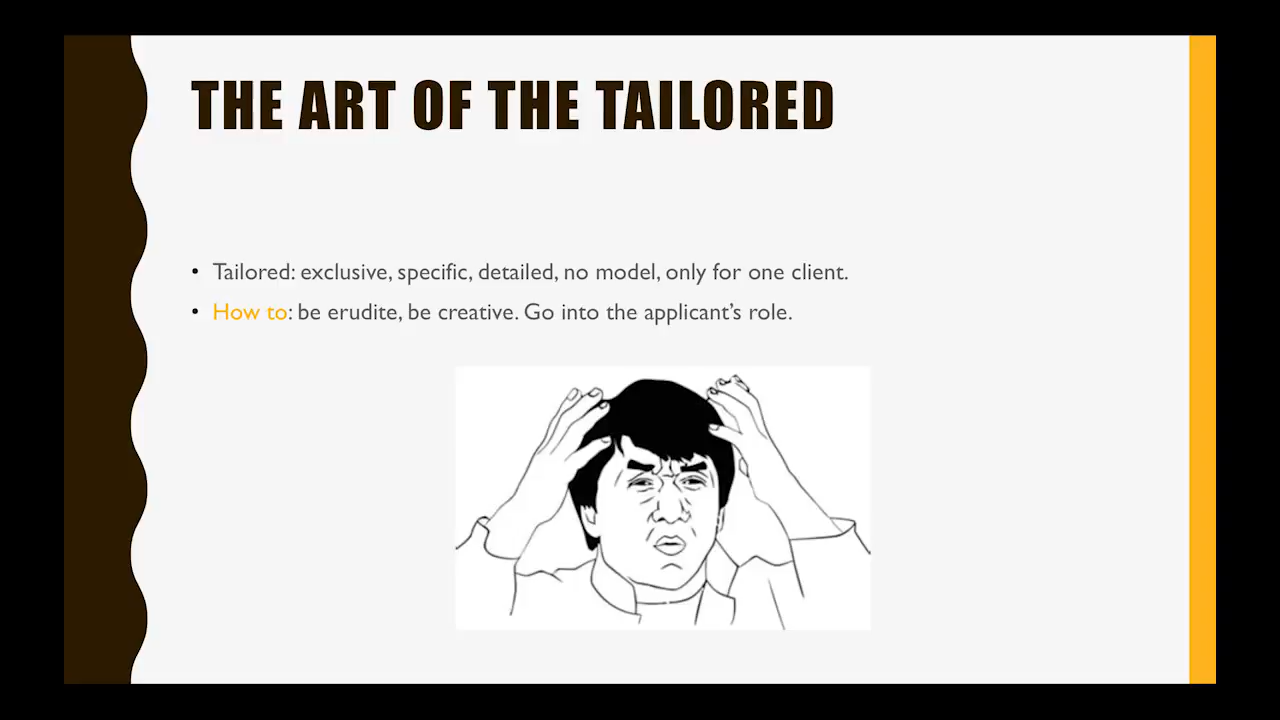 THE ART OF THE TAILORED
• Tailored: exclusive, specific, detailed, no model, only for one client.
• How to: be erudite, be creative. Go into the applicant’s role.